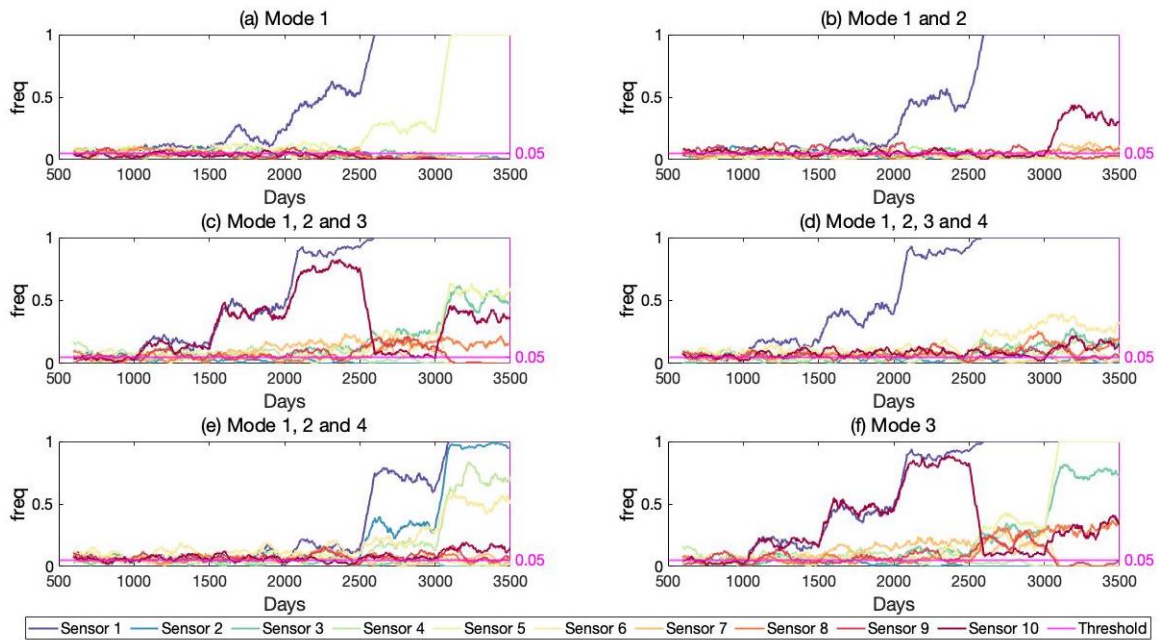 (a) Mode 1
(b) Mode 1 and 2
1
0.5
0
freq
0.05
500 1000 1500 2000 2500 3000 3500
Days
1
0.5
0
freq
0.05
500 1000 1500 2000 2500 3000 3500
Days
(c) Mode 1, 2 and 3
(d) Mode 1, 2, 3 and 4
1
0.5
0
freq
0.05
500 1000 1500 2000 2500 3000 3500
Days
1
0.5
0
freq
0.05
500 1000 1500 2000 2500 3000 3500
Days
(e) Mode 1, 2 and 4
(f) Mode 3
1
0.5
0
freq
0.05
500 1000 1500 2000 2500 3000 3500
Days
1
0.5
0
freq
0.05
500 1000 1500 2000 2500 3000 3500
Days
Sensor 1 Sensor 2 Sensor 3 Sensor 4 Sensor 5 Sensor 6 Sensor 7 Sensor 8 Sensor 9 Sensor 10 Threshold